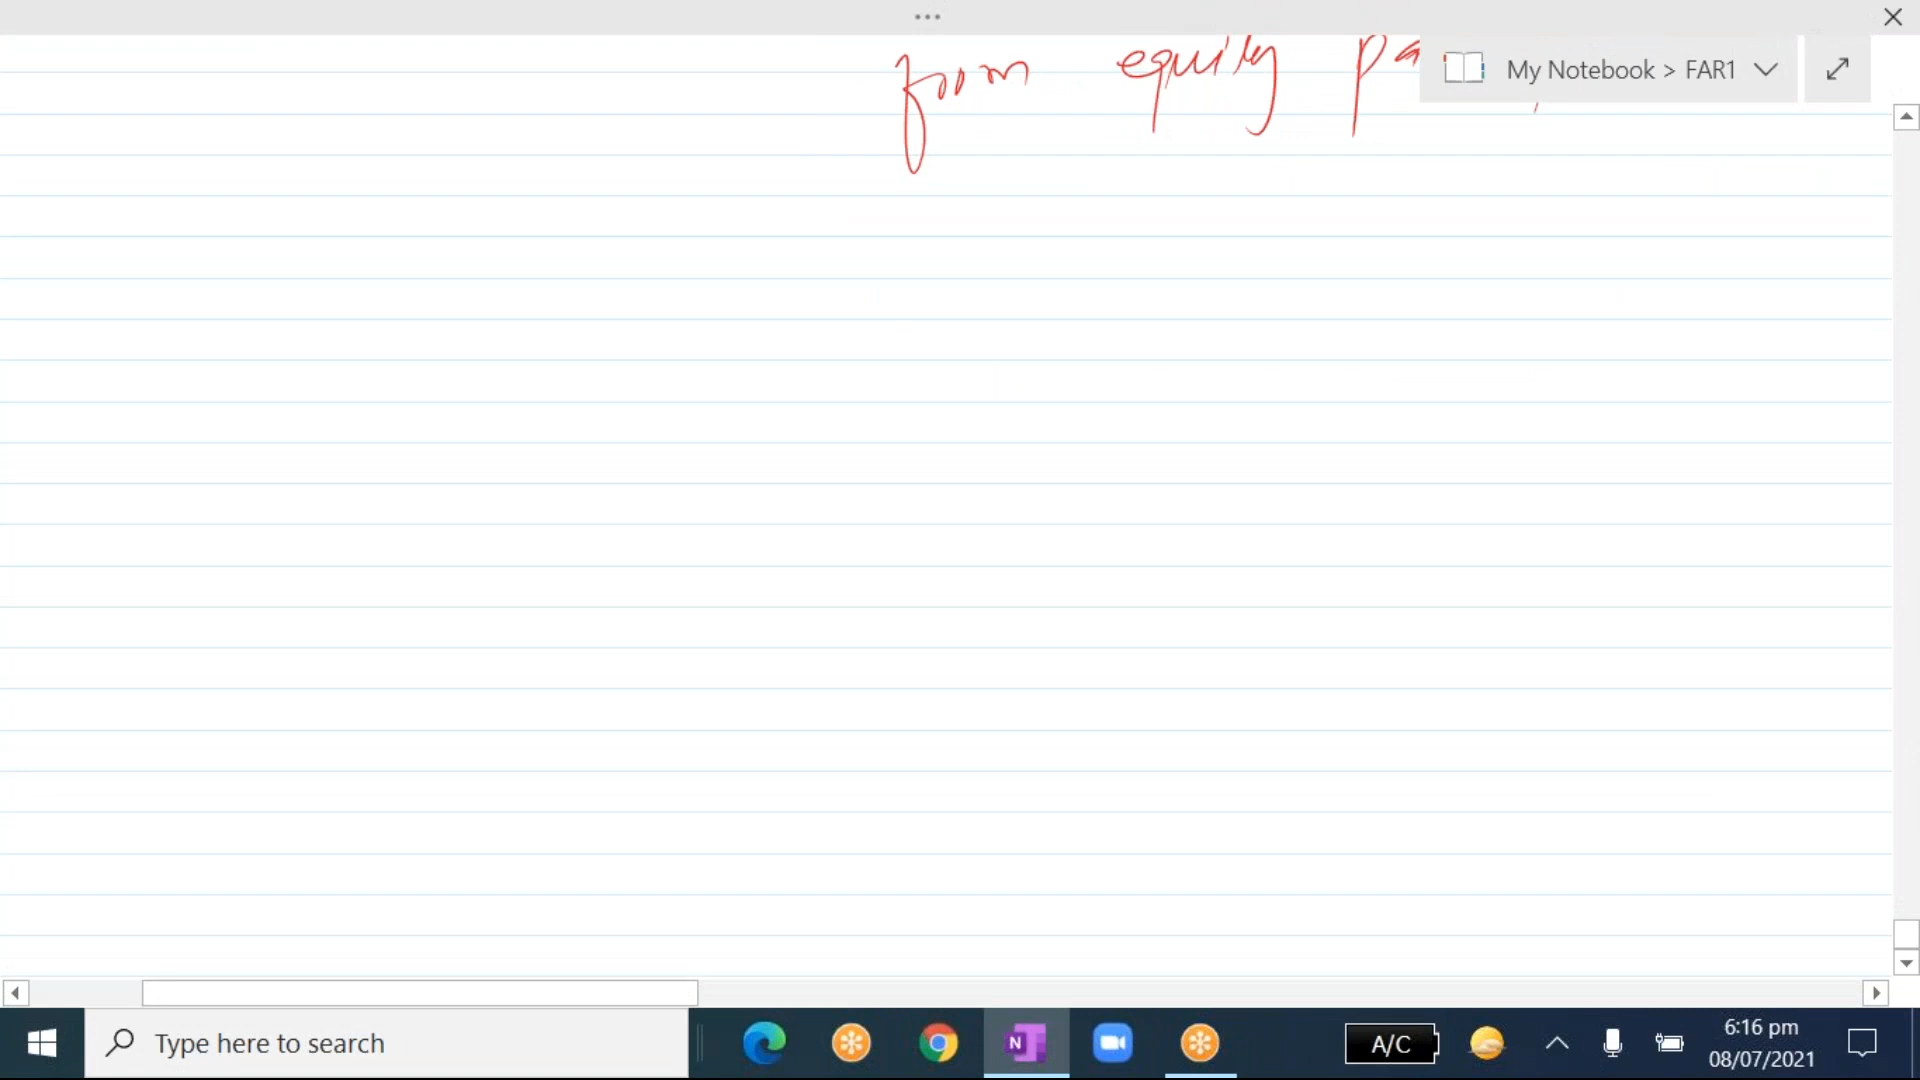 from equity
My Notebook > FAR1
Type here to search
N
A/C
6:16 pm
08/07/2021